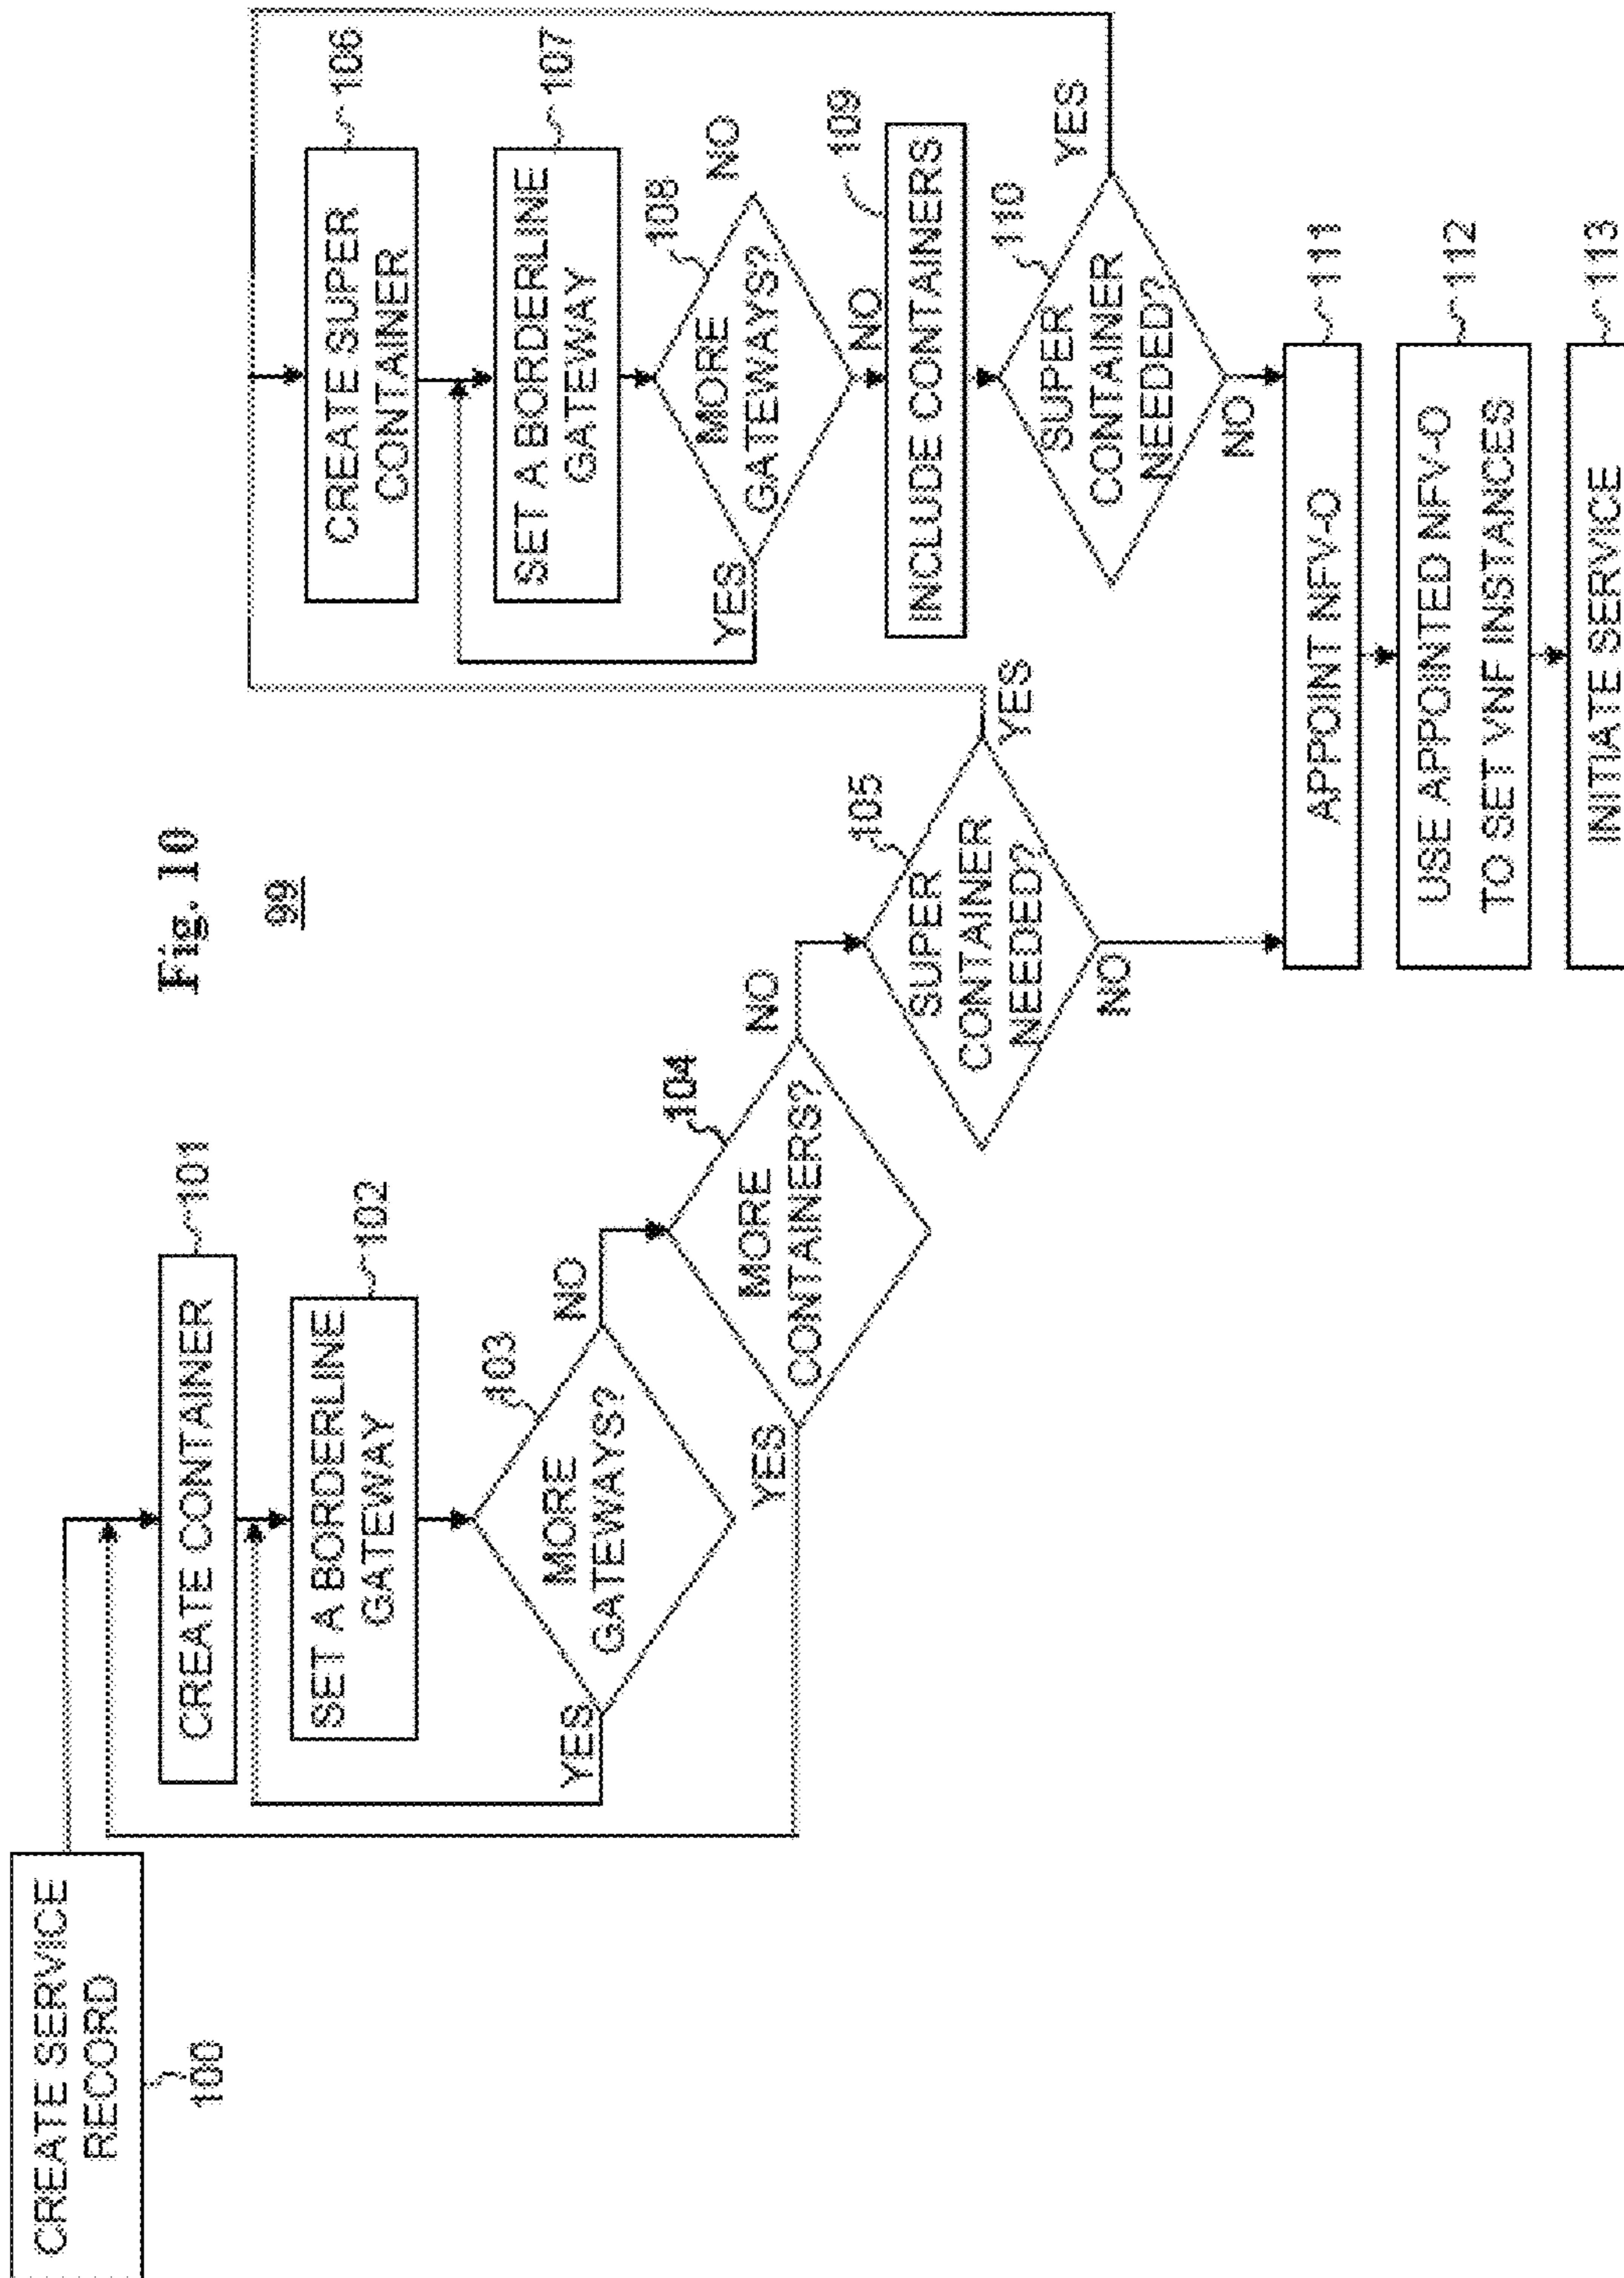 Fig. 10
99
CREATE SERVICE
RECORD
100
CREATE CONTAINER
101
SET A BORDERLINE
GATEWAY
102
MORE
GATEWAYS?
103
YES
NO
MORE
CONTAINERS?
104
YES
NO
SUPER
CONTAINER
NEEDED?
105
YES
NO
CREATE SUPER
CONTAINER
106
SET A BORDERLINE
GATEWAY
107
MORE
GATEWAYS?
108
YES
NO
NO
INCLUDE CONTAINERS
109
SUPER
CONTAINER
NEEDED?
110
YES
NO
APPOINT NFV-O
111
USE APPOINTED NFV-O
TO SET VNF INSTANCES
112
INITIATE SERVICE
113